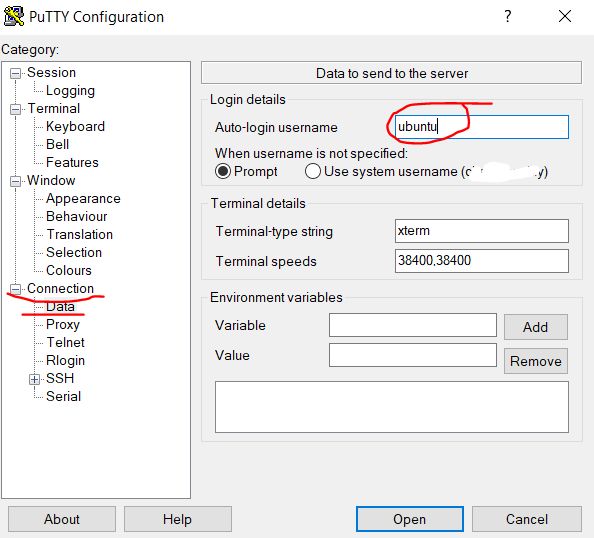 PuTTY Configuration
Category:
Session
Logging
Terminal
Keyboard
Bell
Features
Window
Appearance
Behaviour
Translation
Selection
Colours
Connection
Data
Proxy
Telnet
Rlogin
SSH
Serial
Data to send to the server
Login details
Auto-login username ubuntu
When username is not specified:
Prompt Use system username (
Terminal details
Terminal-type string xterm
Terminal speeds 38400,38400
Environment variables
Variable Add
Value Remove
About Help Open Cancel